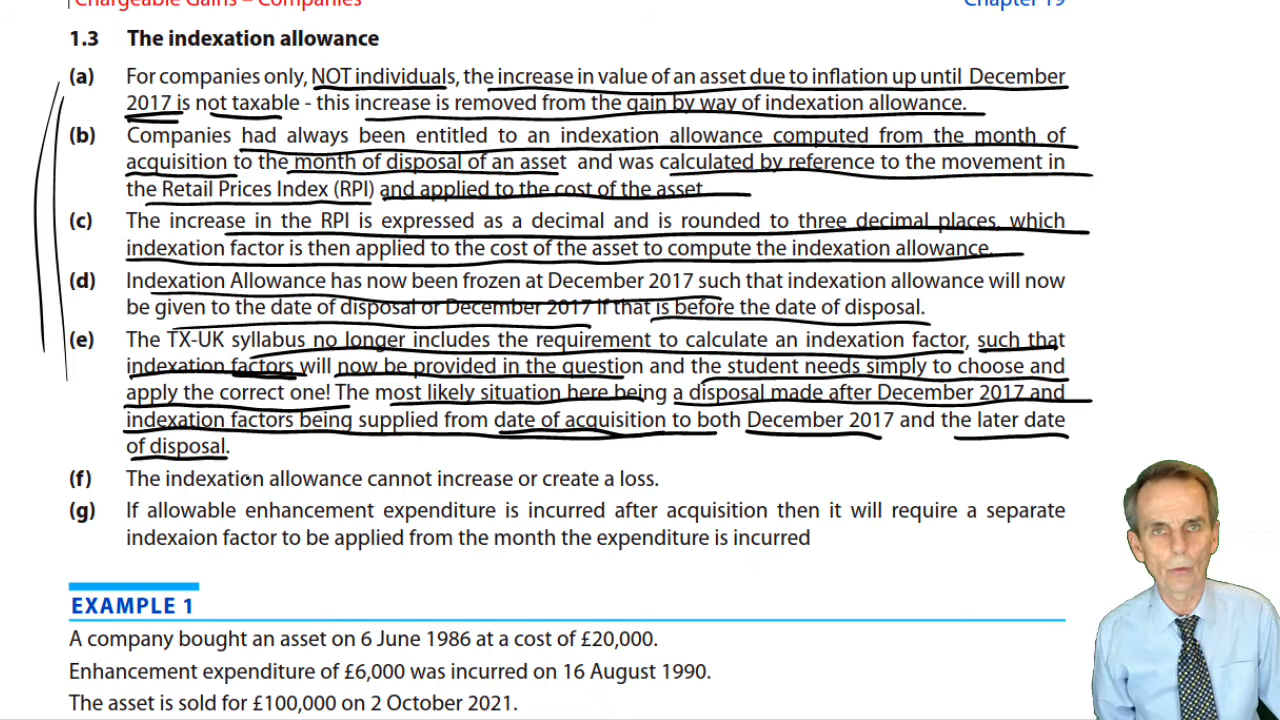 Chargeable Gains – Companies
Chapter 19
1.3 The indexation allowance
(a) For companies only, NOT individuals, the increase in value of an asset due to inflation up until December
2017 is not taxable - this increase is removed from the gain by way of indexation allowance.
(b) Companies had always been entitled to an indexation allowance computed from the month of
acquisition to the month of disposal of an asset and was calculated by reference to the movement in
the Retail Prices Index (RPI) and applied to the cost of the asset
(c) The increase in the RPI is expressed as a decimal and is rounded to three decimal places, which
indexation factor is then applied to the cost of the asset to compute the indexation allowance.
(d) Indexation Allowance has now been frozen at December 2017 such that indexation allowance will now
be given to the date of disposal or December 2017 if that is before the date of disposal.
(e) The TX-UK syllabus no longer includes the requirement to calculate an indexation factor, such that
indexation factors will now be provided in the question and the student needs simply to choose and
apply the correct one! The most likely situation here being a disposal made after December 2017 and
indexation factors being supplied from date of acquisition to both December 2017 and the later date
of disposal.
(f) The indexation allowance cannot increase or create a loss.
(g) If allowable enhancement expenditure is incurred after acquisition then it will require a separate
indexaion factor to be applied from the month the expenditure is incurred
EXAMPLE 1
A company bought an asset on 6 June 1986 at a cost of £20,000.
Enhancement expenditure of £6,000 was incurred on 16 August 1990.
The asset is sold for £100,000 on 2 October 2021.